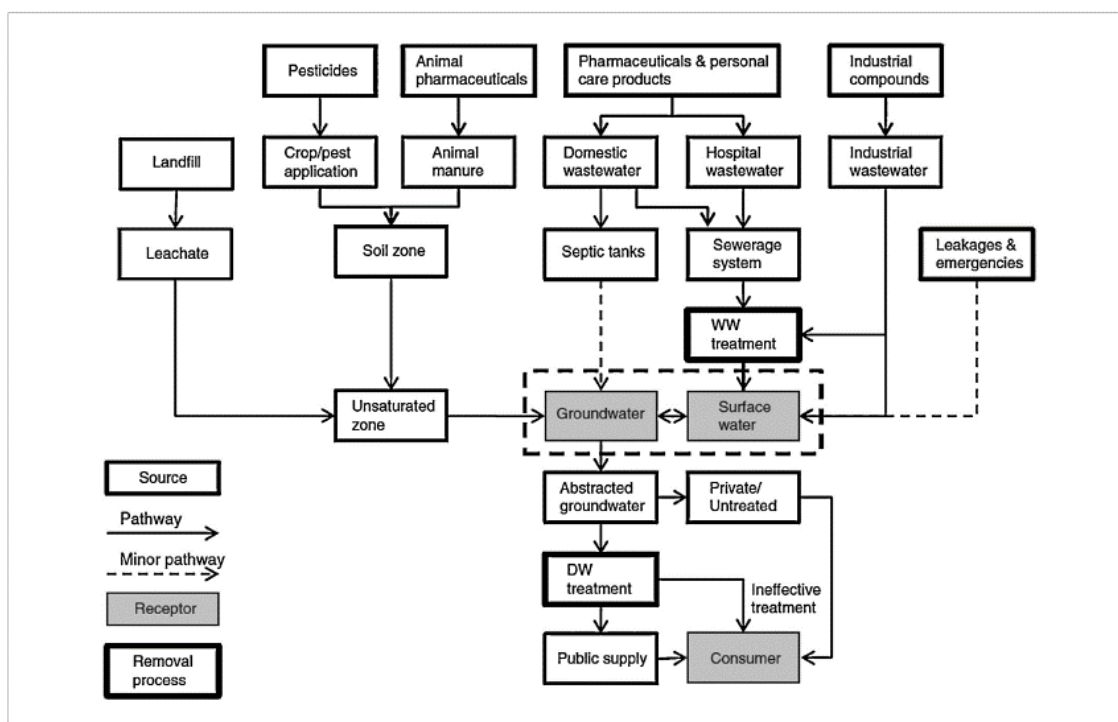 Pesticides
Animal
pharmaceuticals
Pharmaceuticals & personal
care products
Industrial
compounds
Landfill
Crop/pest
application
Animal
manure
Domestic
wastewater
Hospital
wastewater
Industrial
wastewater
Leachate
Soil zone
Septic tanks
Sewerage
system
Leakages &
emergencies
WW
treatment
Unsaturated
zone
Groundwater
Surface
water
Source
Abstracted
groundwater
Private/
Untreated
Pathway
Minor pathway
DW
treatment
Ineffective
treatment
Receptor
Public supply
Consumer
Removal
process